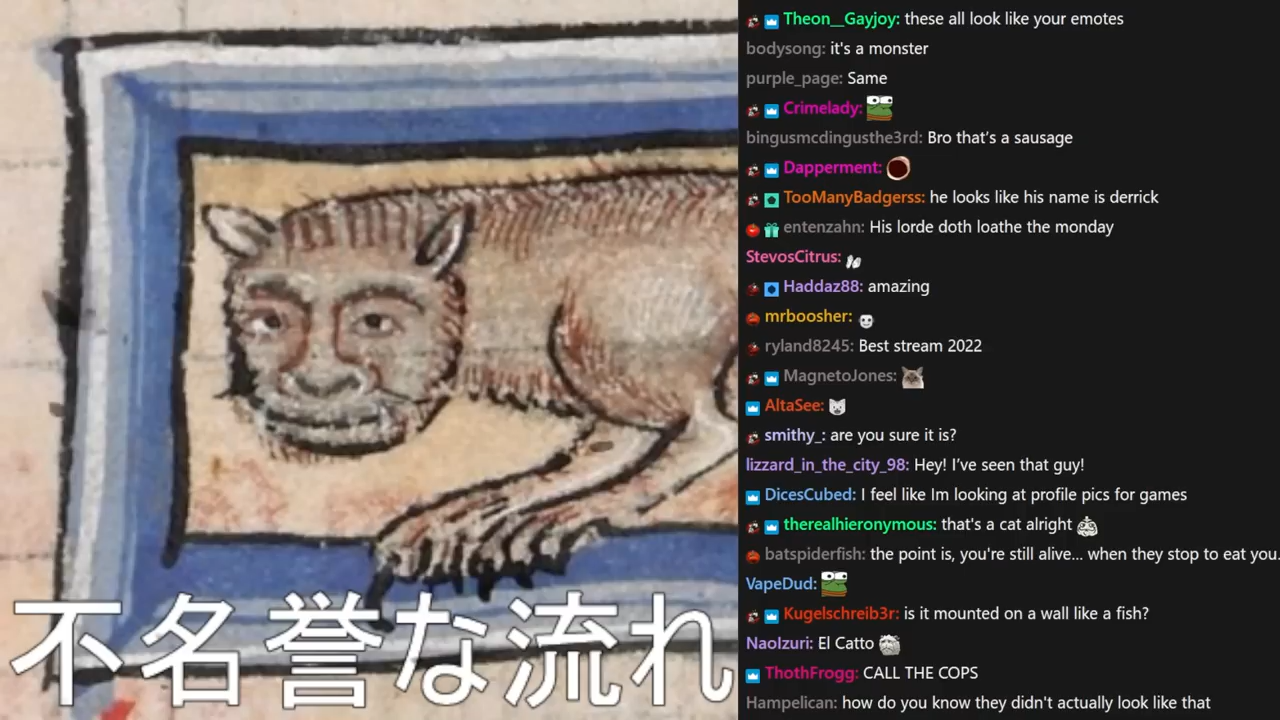 Theon__Gayjoy: these all look like your emotes
bodysong: it's a monster
purple_page: Same
Crimelady:
bingusmcdingusthe3rd: Bro that's a sausage
Dapperment:
TooManyBadgerss: he looks like his name is derrick
entenzahn: His lorde doth loathe the monday
StevosCitrus:
Haddaz88: amazing
mrboosher:
ryland8245: Best stream 2022
MagnetoJones:
AltaSee:
smithy_: are you sure it is?
lizzard_in_the_city_98: Hey! I've seen that guy!
DicesCubed: I feel like Im looking at profile pics for games
therealhieronymous: that's a cat alright
batspiderfish: the point is, you're still alive... when they stop to eat you.
VapeDud:
Kugelschreib3r: is it mounted on a wall like a fish?
NaoIzuri: El Catto
ThothFrogg: CALL THE COPS
Hampelican: how do you know they didn't actually look like that
不名誉な流れ